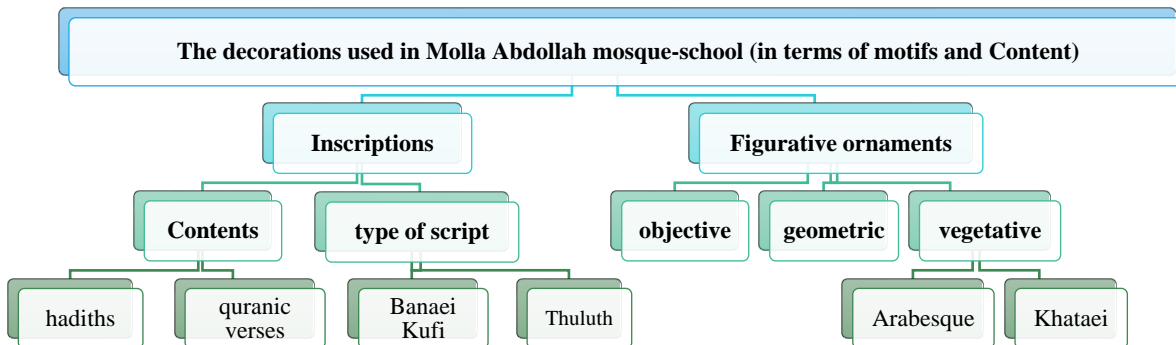 The decorations used in Molla Abdollah mosque-school (in terms of motifs and Content)
Inscriptions
Figurative ornaments
Contents
type of script
objective
geometric
vegetative
hadiths
quranic
verses
Banaei
Kufi
Thuluth
Arabesque
Khataei